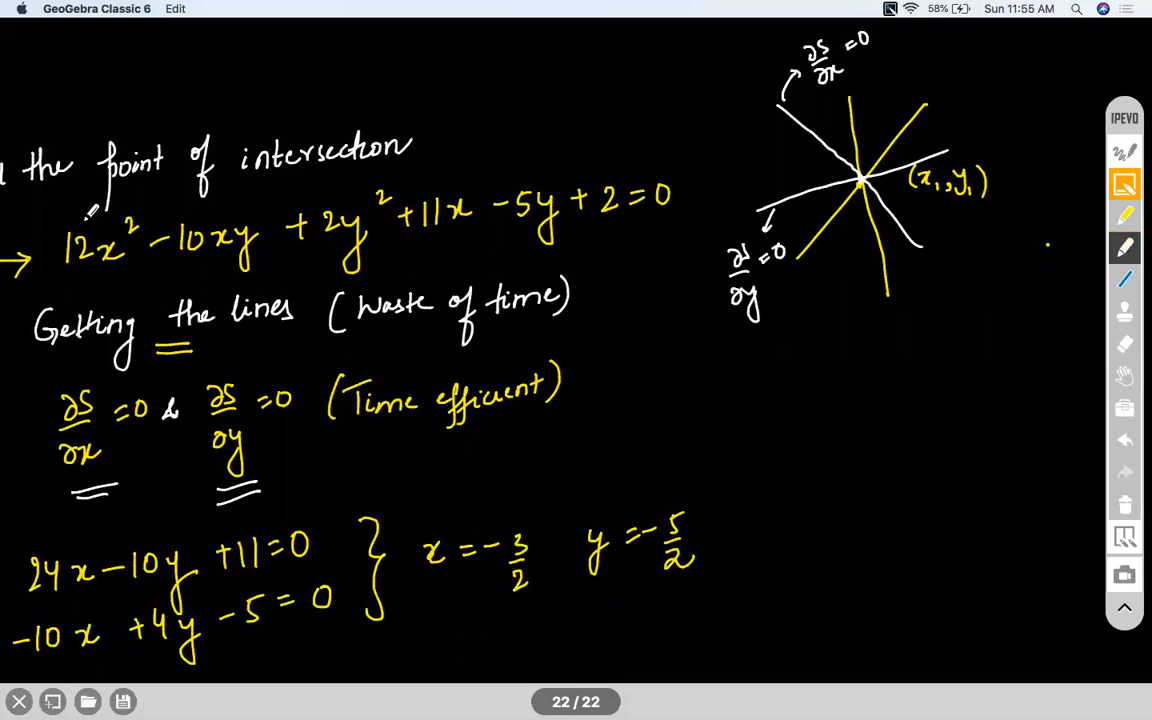 GeoGebra Classic 6 Edit 58% Sun 11:55 AM
∂S/∂x = 0
the point of intersection
IPEVO
→ 12x² - 10xy + 2y² + 11x - 5y + 2 = 0
(x₁, y₁)
∂S/∂y = 0
Getting the lines (Waste of time)
∂S/∂x = 0 & ∂S/∂y = 0 (Time efficient)
24x - 10y + 11 = 0
-10x + 4y - 5 = 0 } x = -3/2 y = -5/2
22 / 22